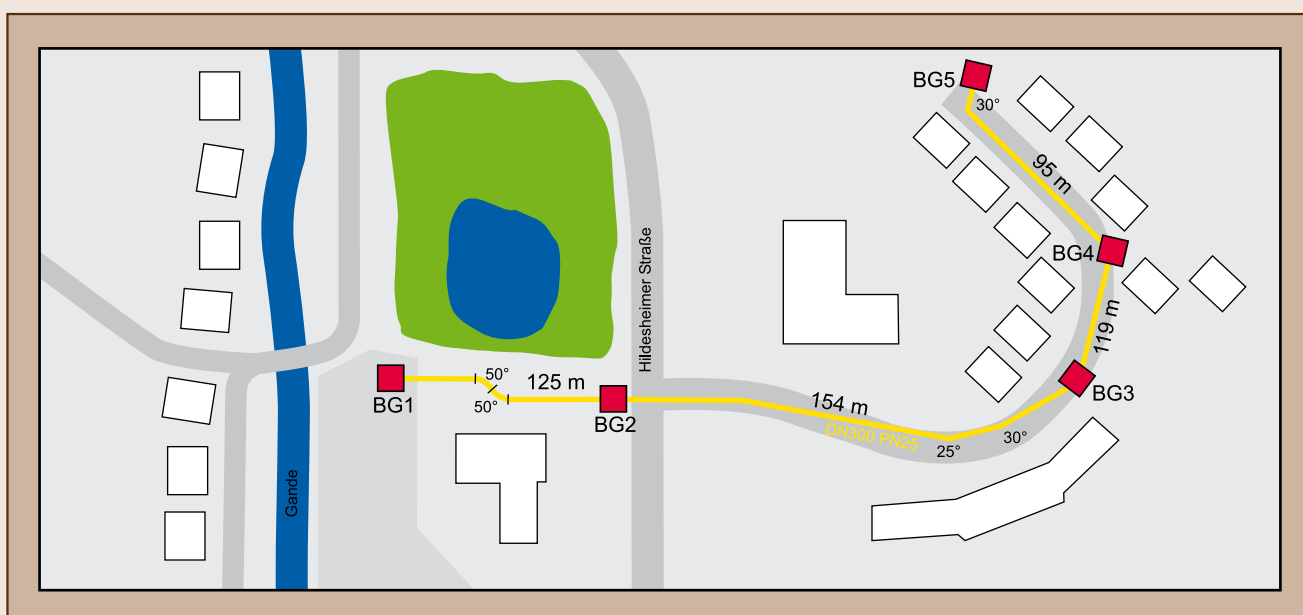 BG5
30°
95 m
BG4
Hildesheimer Straße
119 m
50°
125 m
BG1
50°
BG2
154 m
BG3
DN300 PN25
30°
25°
Gande